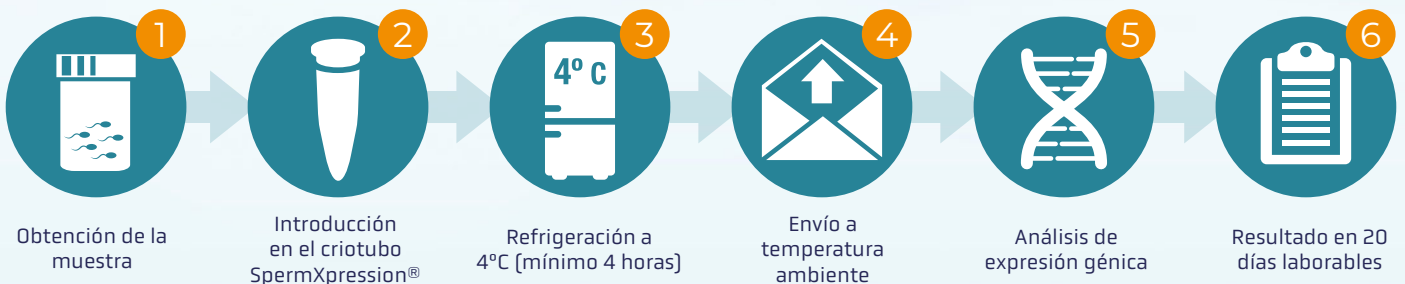 1
2
3
4
5
6
4º C
Obtención de la
muestra
Introducción
en el criotubo
SpermXpression®
Refrigeración a
4ºC (mínimo 4 horas)
Envío a
temperatura
ambiente
Análisis de
expresión génica
Resultado en 20
días laborables